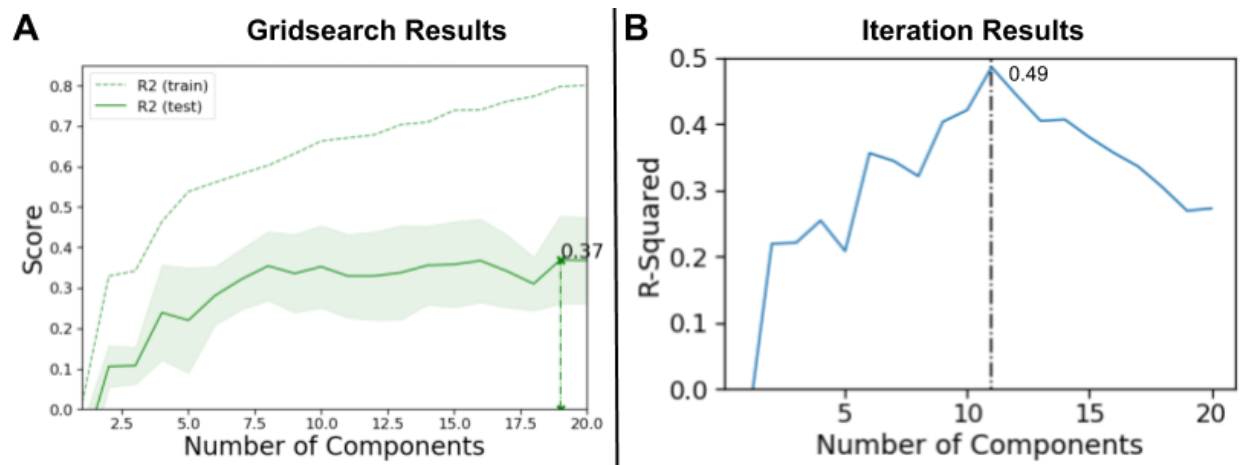 A
Gridsearch Results
R2 (train)
R2 (test)
0.8
0.7
0.6
0.5
0.4
0.3
0.2
0.1
0.0
Score
0.37
2.5
5.0
7.5
10.0
12.5
15.0
17.5
20.0
Number of Components
B
Iteration Results
0.5
0.4
0.3
0.2
0.1
0.0
R-Squared
0.49
5
10
15
20
Number of Components